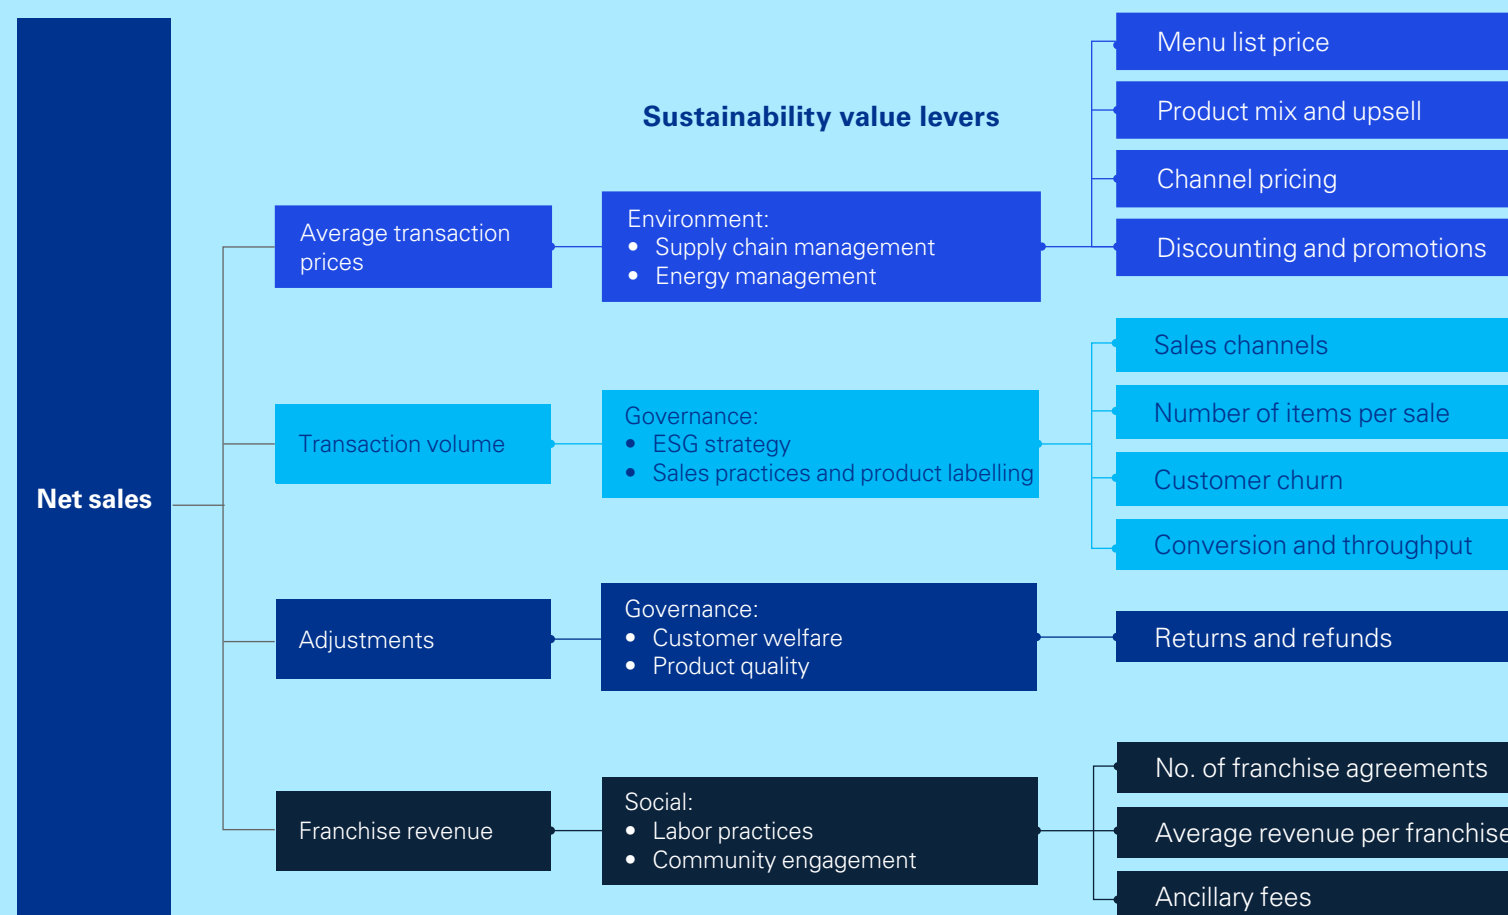 Sustainability value levers
Net sales
Average transaction
prices
Environment:
• Supply chain management
• Energy management
Menu list price
Product mix and upsell
Channel pricing
Discounting and promotions
Transaction volume
Governance:
• ESG strategy
• Sales practices and product labelling
Sales channels
Number of items per sale
Customer churn
Conversion and throughput
Adjustments
Governance:
• Customer welfare
• Product quality
Returns and refunds
Franchise revenue
Social:
• Labor practices
• Community engagement
No. of franchise agreements
Average revenue per franchise
Ancillary fees